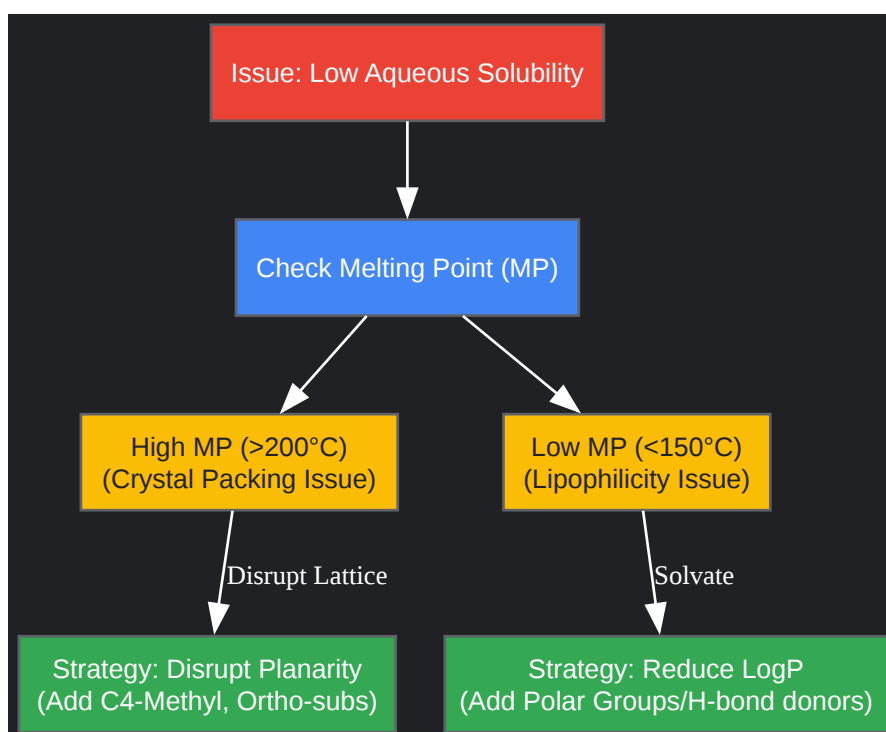 Issue: Low Aqueous Solubility
Check Melting Point (MP)
High MP (>200°C)
(Crystal Packing Issue)
Low MP (<150°C)
(Lipophilicity Issue)
Disrupt Lattice
Solvate
Strategy: Disrupt Planarity
(Add C4-Methyl, Ortho-subs)
Strategy: Reduce LogP
(Add Polar Groups/H-bond donors)